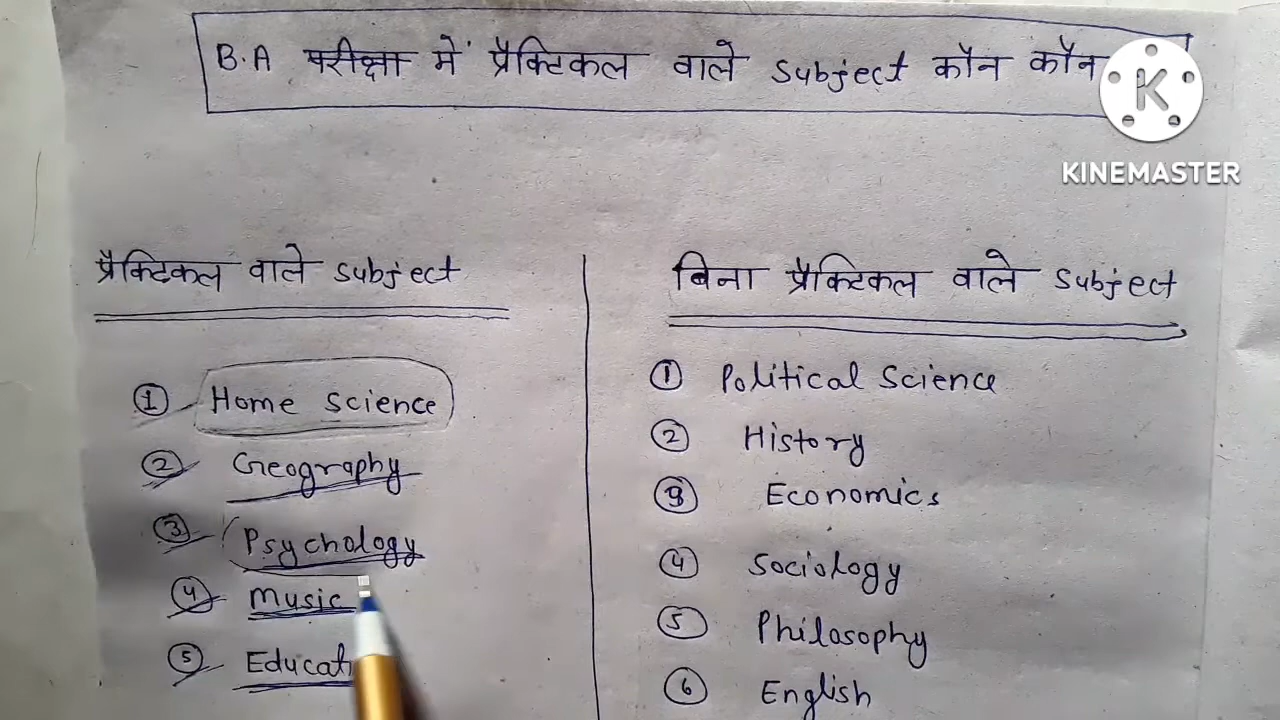 B.A परीक्षा में प्रैक्टिकल वाले Subject कौन कौन
KINEMASTER
प्रैक्टिकल वाले Subject
① Home Science
② Geography
③ Psychology
④ Music
⑤
बिना प्रैक्टिकल वाले Subject
① Political Science
② History
③ Economics
④ Sociology
⑤ Philosophy
⑥ English